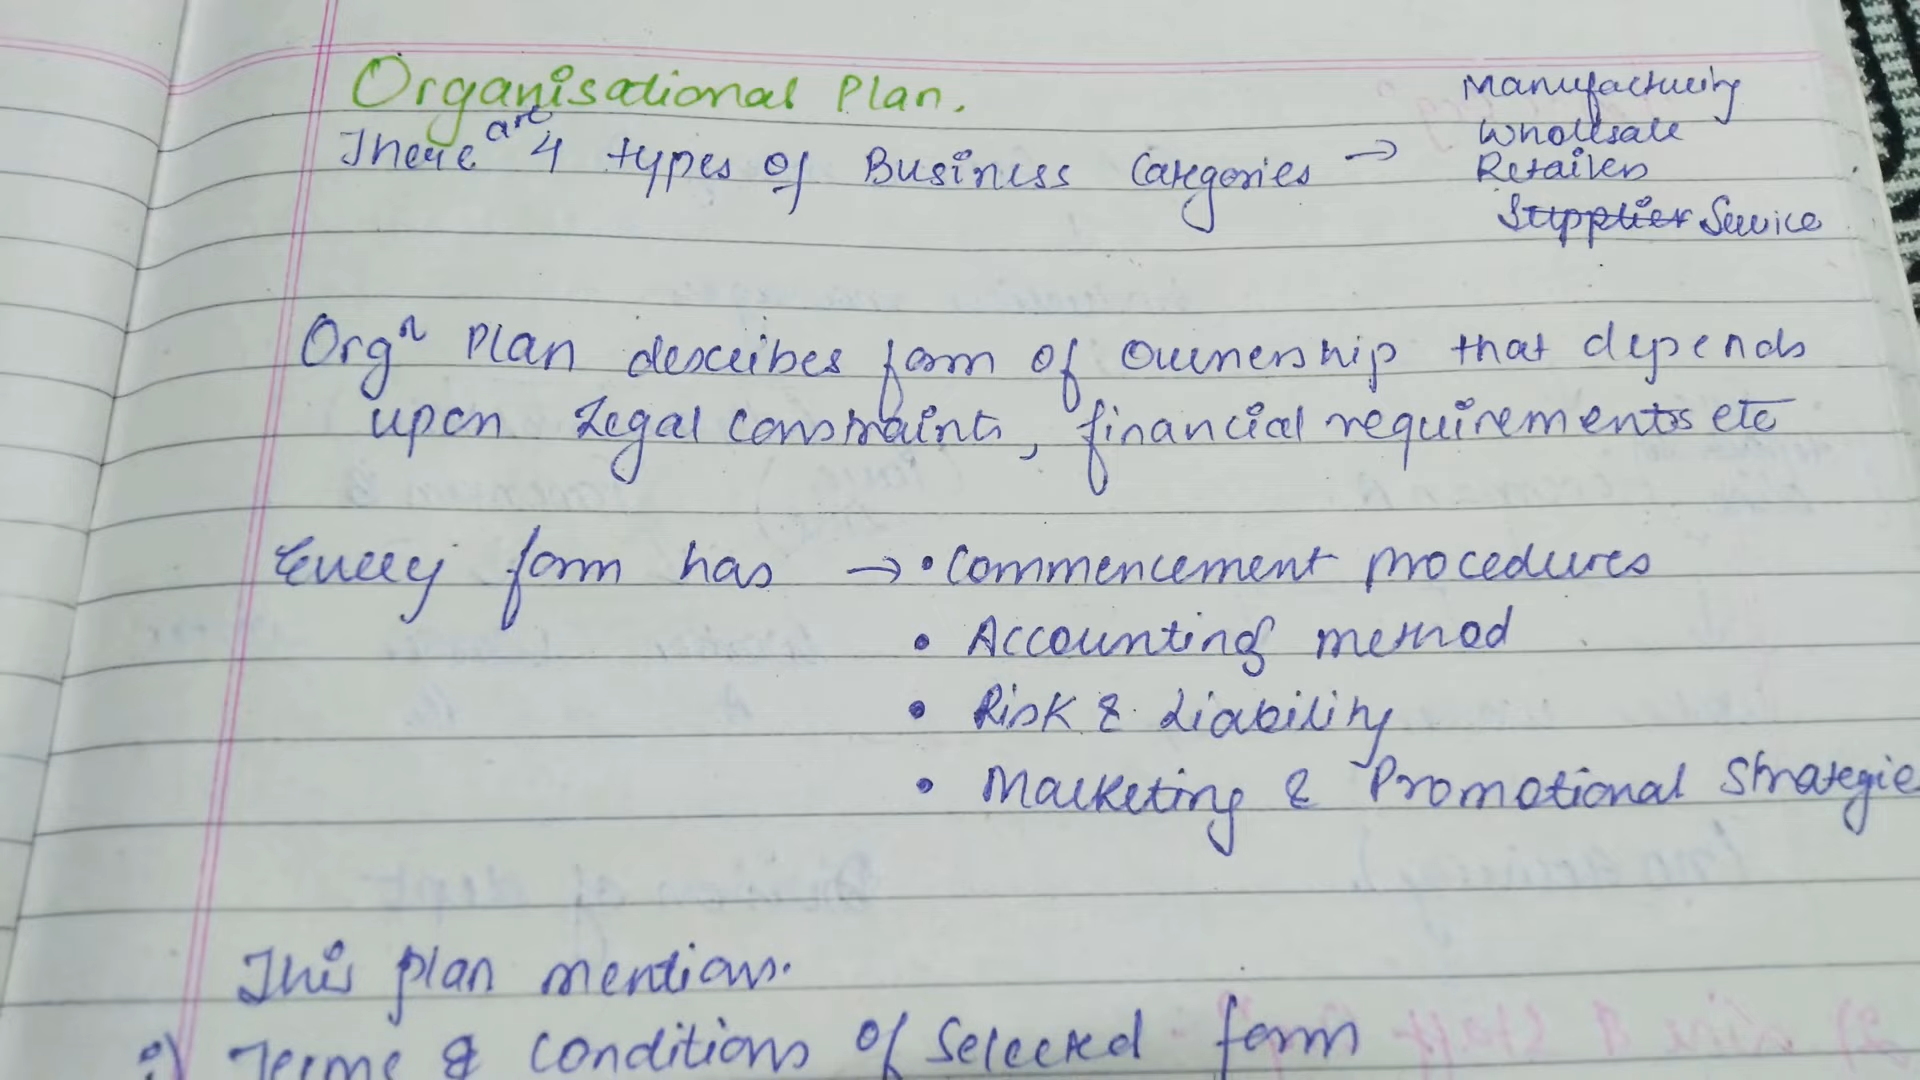 Organisational Plan.
There are 4 types of Business Categories → Manufacturing
Wholesale
Retailers
Supplier Service
Orgn Plan describes form of ownership that depends
upon Legal constraints, financial requirements etc
Every form has → • Commencement procedures
• Accounting method
• Risk & Liability
• Marketing & Promotional Strategie
This plan mentions.
i) Terms & conditions of Selected form